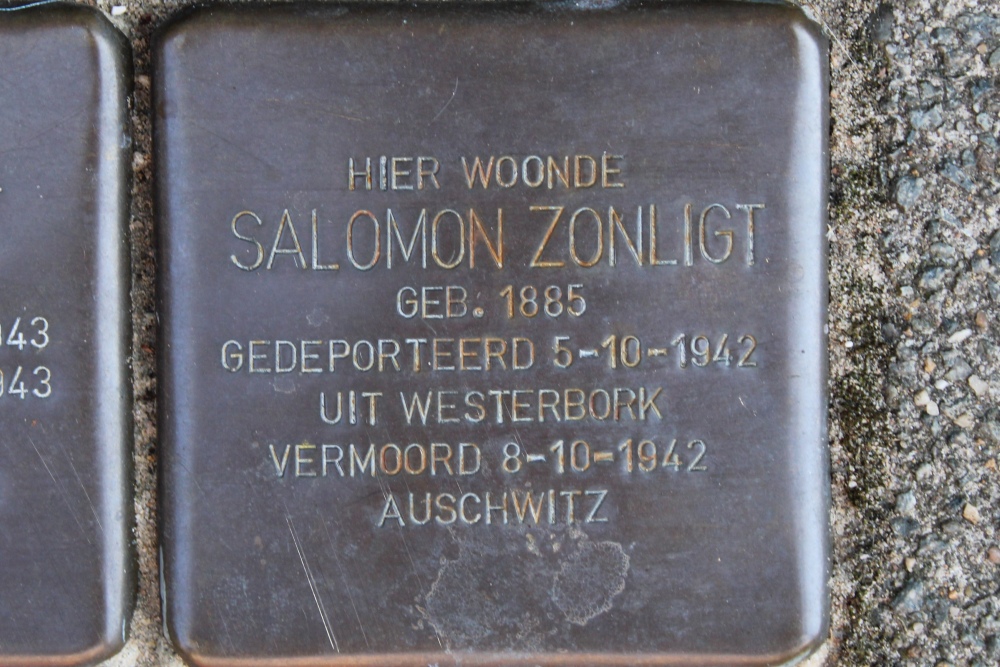 HIER WOONDE
SALOMON ZONLIGT
GEB. 1885
GEDEPORTEERD 5-10-1942
UIT WESTERBORK
VERMOORD 8-10-1942
AUSCHWITZ